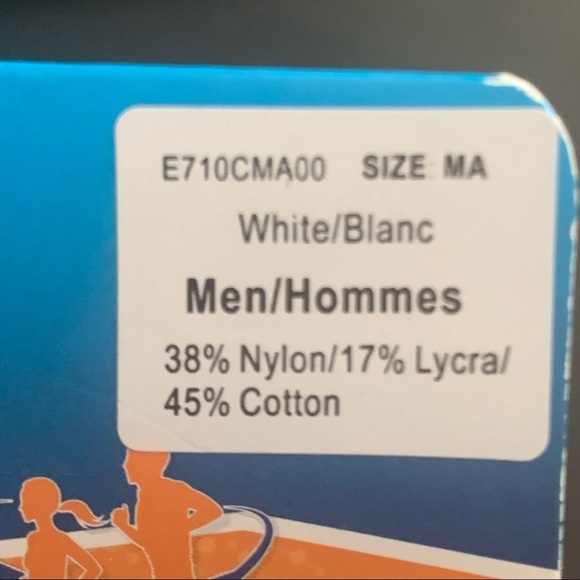 E710CMA00 SIZE: MA
White/Blanc
Men/Hommes
38% Nylon/17% Lycra/
45% Cotton